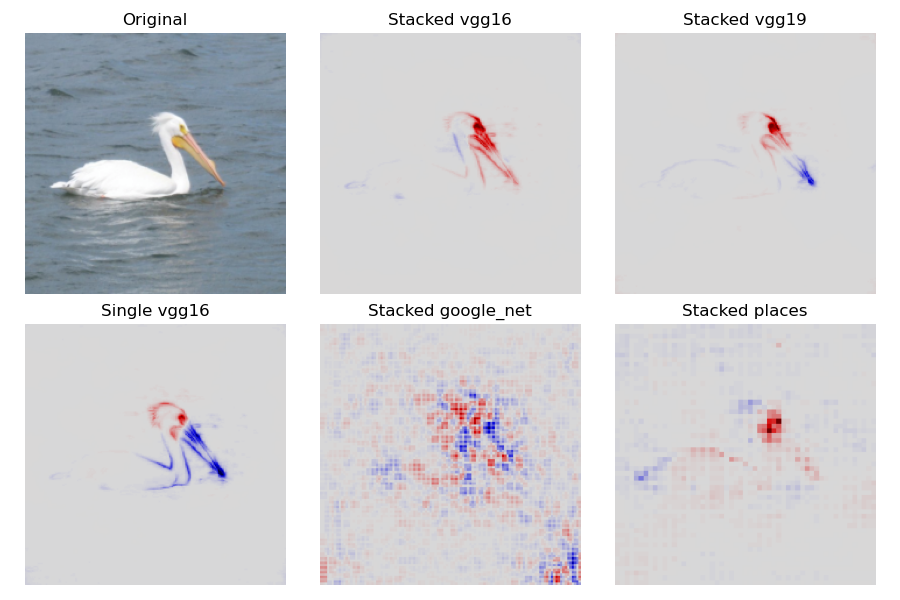 Original
Stacked vgg16
Stacked vgg19
Single vgg16
Stacked google_net
Stacked places